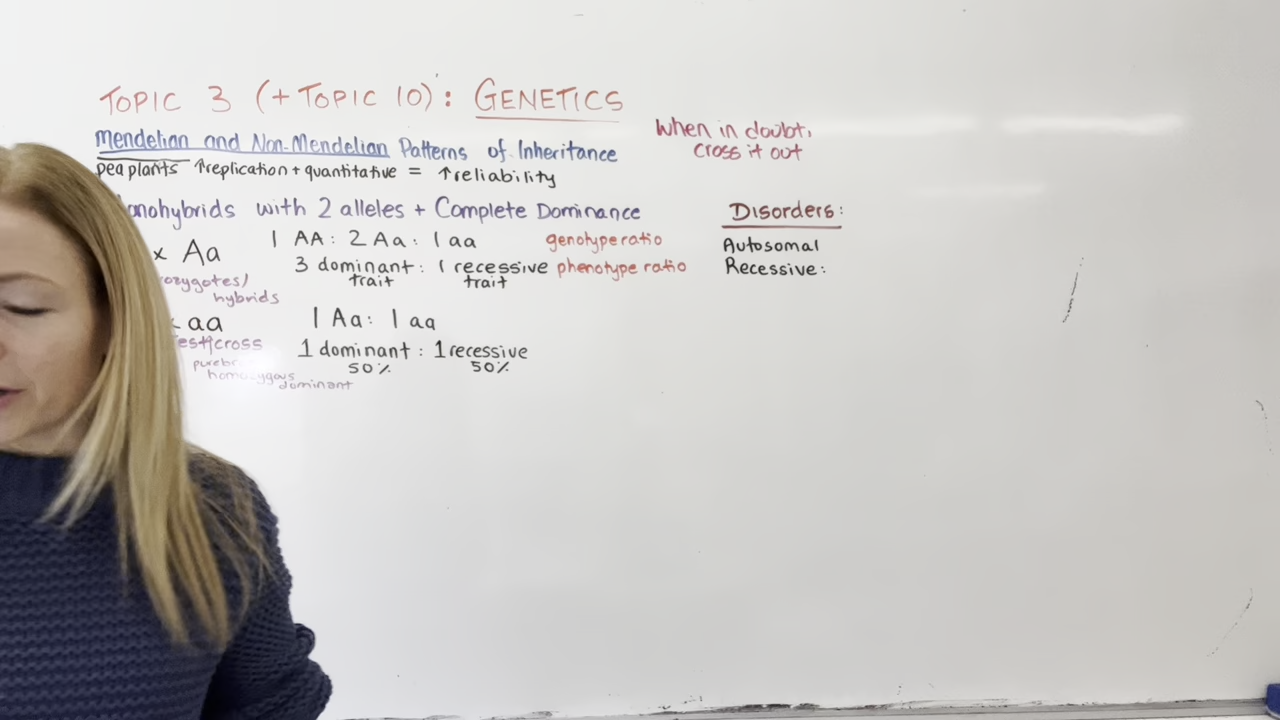 TOPIC 3 (+ TOPIC 10): GENETICS
When in doubt,
cross it out
Mendelian and Non-Mendelian Patterns of Inheritance
pea plants ↑replication + quantitative = ↑reliability
onohybrids with 2 alleles + Complete Dominance
Disorders:
x Aa
1 AA : 2 Aa : 1 aa
genotype ratio
Autosomal
Recessive:
3 dominant : 1 recessive phenotype ratio
trait trait
ozygotes/
hybrids
aa
1 Aa : 1 aa
estcross
1 dominant : 1 recessive
50% 50%
homozygous
dominant